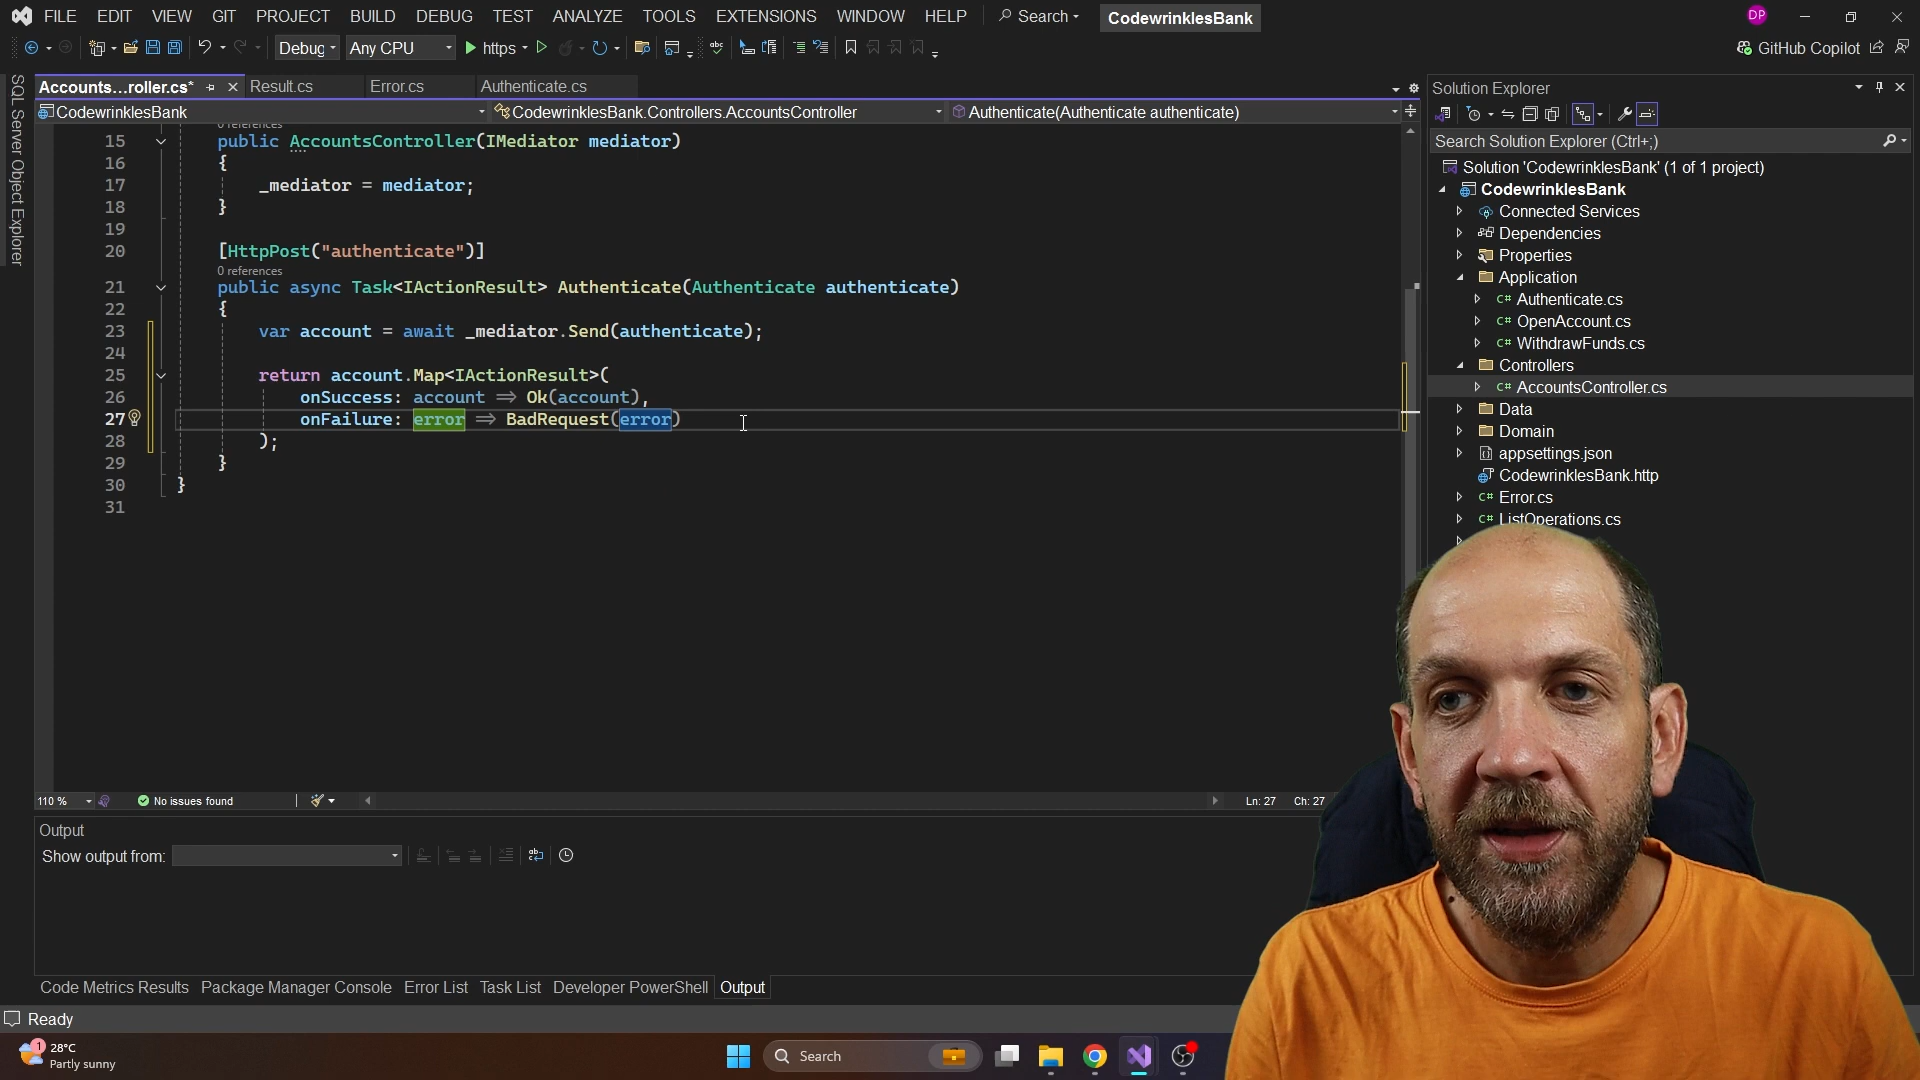 FILE EDIT VIEW GIT PROJECT BUILD DEBUG TEST ANALYZE TOOLS EXTENSIONS WINDOW HELP Search CodewrinklesBank DP
Debug Any CPU https GitHub Copilot
Accounts...roller.cs* Result.cs Error.cs Authenticate.cs
CodewrinklesBank CodewrinklesBank.Controllers.AccountsController Authenticate(Authenticate authenticate)
SQL Server Object Explorer
0 references
15 public AccountsController(IMediator mediator)
16 {
17 _mediator = mediator;
18 }
19
20 [HttpPost("authenticate")]
0 references
21 public async Task<IActionResult> Authenticate(Authenticate authenticate)
22 {
23 var account = await _mediator.Send(authenticate);
24
25 return account.Map<IActionResult>(
26 onSuccess: account => Ok(account),
27 onFailure: error => BadRequest(error)
28 );
29 }
30 }
31
110 % No issues found Ln: 27 Ch: 27
Output
Show output from:
Code Metrics Results Package Manager Console Error List Task List Developer PowerShell Output
Ready
Solution Explorer
Search Solution Explorer (Ctrl+;)
Solution 'CodewrinklesBank' (1 of 1 project)
CodewrinklesBank
Connected Services
Dependencies
Properties
Application
C# Authenticate.cs
C# OpenAccount.cs
C# WithdrawFunds.cs
Controllers
C# AccountsController.cs
Data
Domain
appsettings.json
CodewrinklesBank.http
C# Error.cs
C# ListOperations.cs
1
28°C
Partly sunny
Search